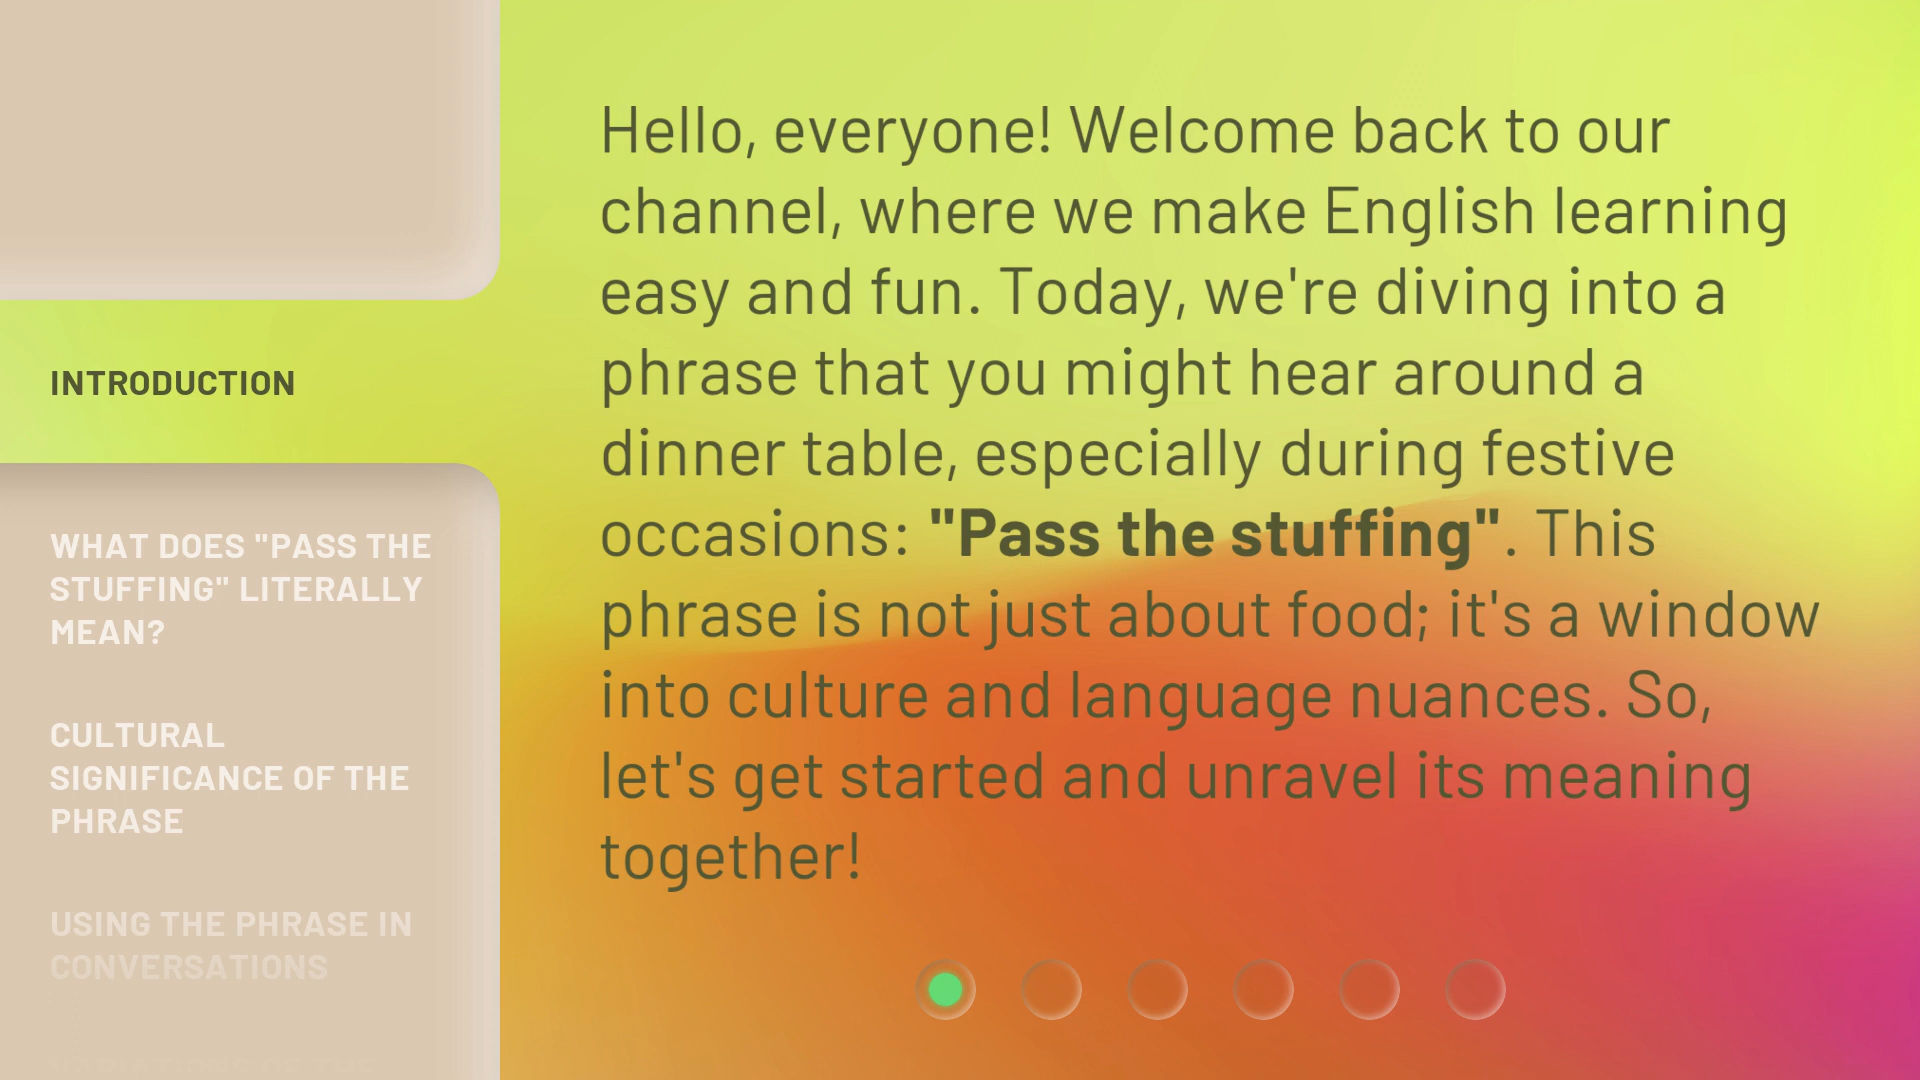 INTRODUCTION
WHAT DOES "PASS THE
STUFFING" LITERALLY
MEAN?
CULTURAL
SIGNIFICANCE OF THE
PHRASE
USING THE PHRASE IN
CONVERSATIONS
VARIATIONS OF THE
Hello, everyone! Welcome back to our
channel, where we make English learning
easy and fun. Today, we're diving into a
phrase that you might hear around a
dinner table, especially during festive
occasions: "Pass the stuffing". This
phrase is not just about food; it's a window
into culture and language nuances. So,
let's get started and unravel its meaning
together!